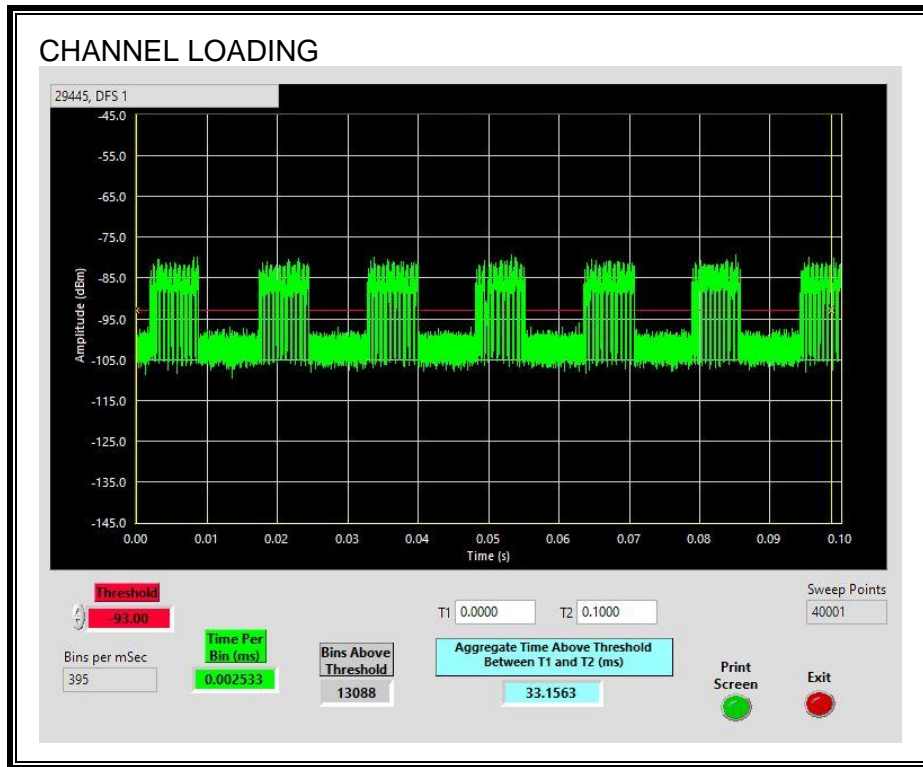 CHANNEL LOADING
29445, DFS 1
-45.0
-55.0
-65.0
-75.0
-85.0
-95.0
-105.0
-115.0
-125.0
-135.0
-145.0
Amplitude (dBm)
0.00 0.01 0.02 0.03 0.04 0.05 0.06 0.07 0.08 0.09 0.10
Time (s)
Threshold
-93.00
Bins per mSec
395
Time Per
Bin (ms)
0.002533
Bins Above
Threshold
13088
T1 0.0000 T2 0.1000
Aggregate Time Above Threshold
Between T1 and T2 (ms)
33.1563
Print
Screen
Exit
Sweep Points
40001